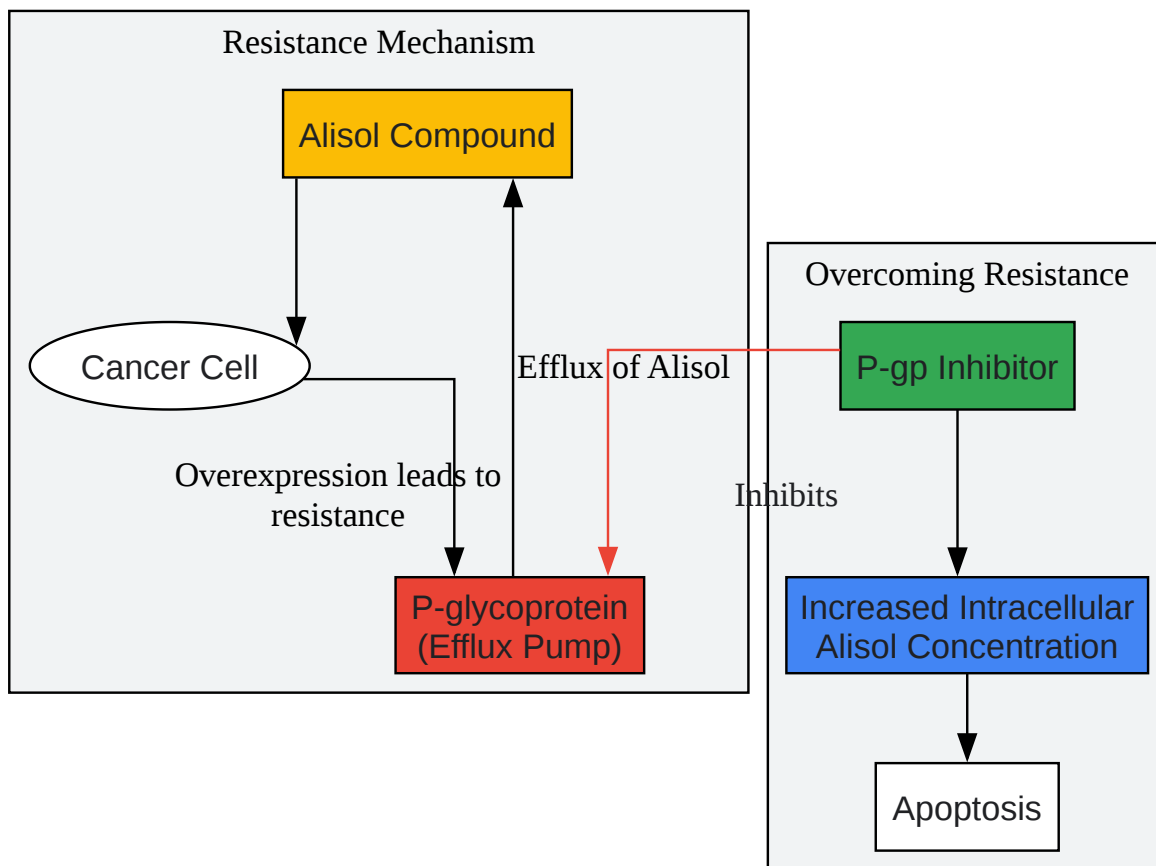 Resistance Mechanism
Alisol Compound
Cancer Cell
Efflux of Alisol
Overexpression leads to
resistance
P-glycoprotein
(Efflux Pump)
Overcoming Resistance
P-gp Inhibitor
Inhibits
Increased Intracellular
Alisol Concentration
Apoptosis